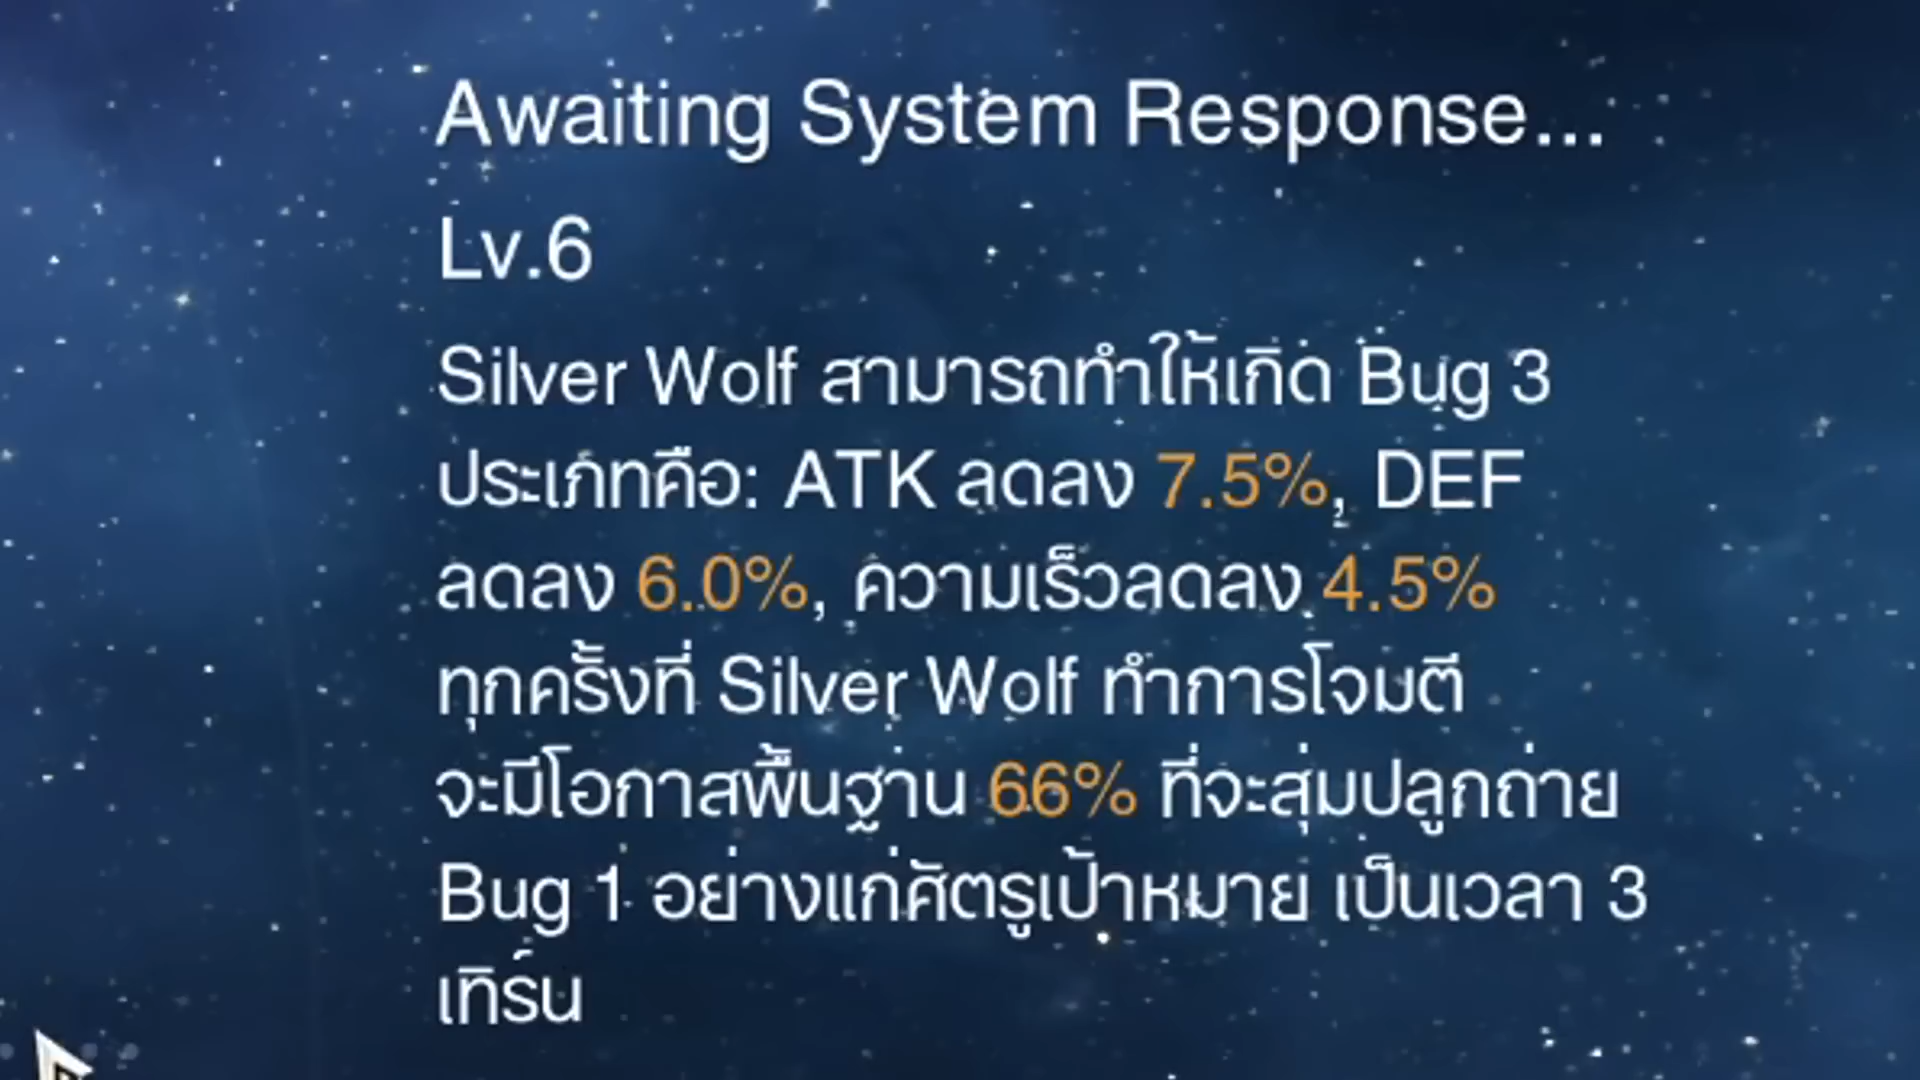 Awaiting System Response...
Lv.6
Silver Wolf สามารถทำให้เกิด Bug 3
ประเภทคือ: ATK ลดลง 7.5%, DEF
ลดลง 6.0%, ความเร็วลดลง 4.5%
ทุกครั้งที่ Silver Wolf ทำการโจมตี
จะมีโอกาสพื้นฐาน 66% ที่จะสุ่มปลูกถ่าย
Bug 1 อย่างแก่ศัตรูเป้าหมาย เป็นเวลา 3
เทิร์น